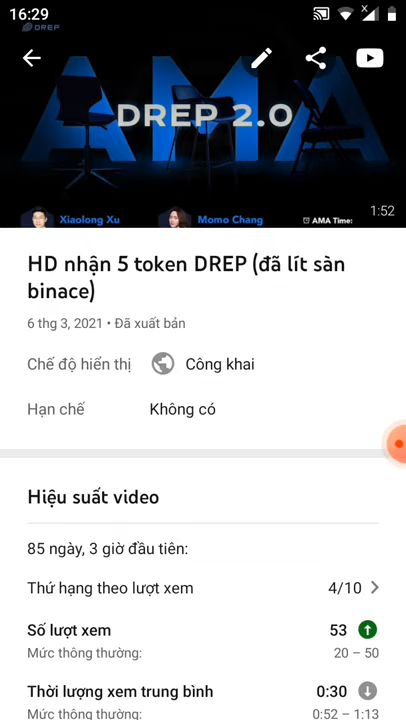 16:29
DREP
AMA
DREP 2.0
Xiaolong Xu
Momo Chang
AMA Time:
1:52
HD nhận 5 token DREP (đã lít sàn
binace)
6 thg 3, 2021 • Đã xuất bản
Chế độ hiển thị
Công khai
Hạn chế
Không có
Hiệu suất video
85 ngày, 3 giờ đầu tiên:
Thứ hạng theo lượt xem
4/10
Số lượt xem
53
Mức thông thường:
20 – 50
Thời lượng xem trung bình
0:30
Mức thông thường:
0:52 – 1:13